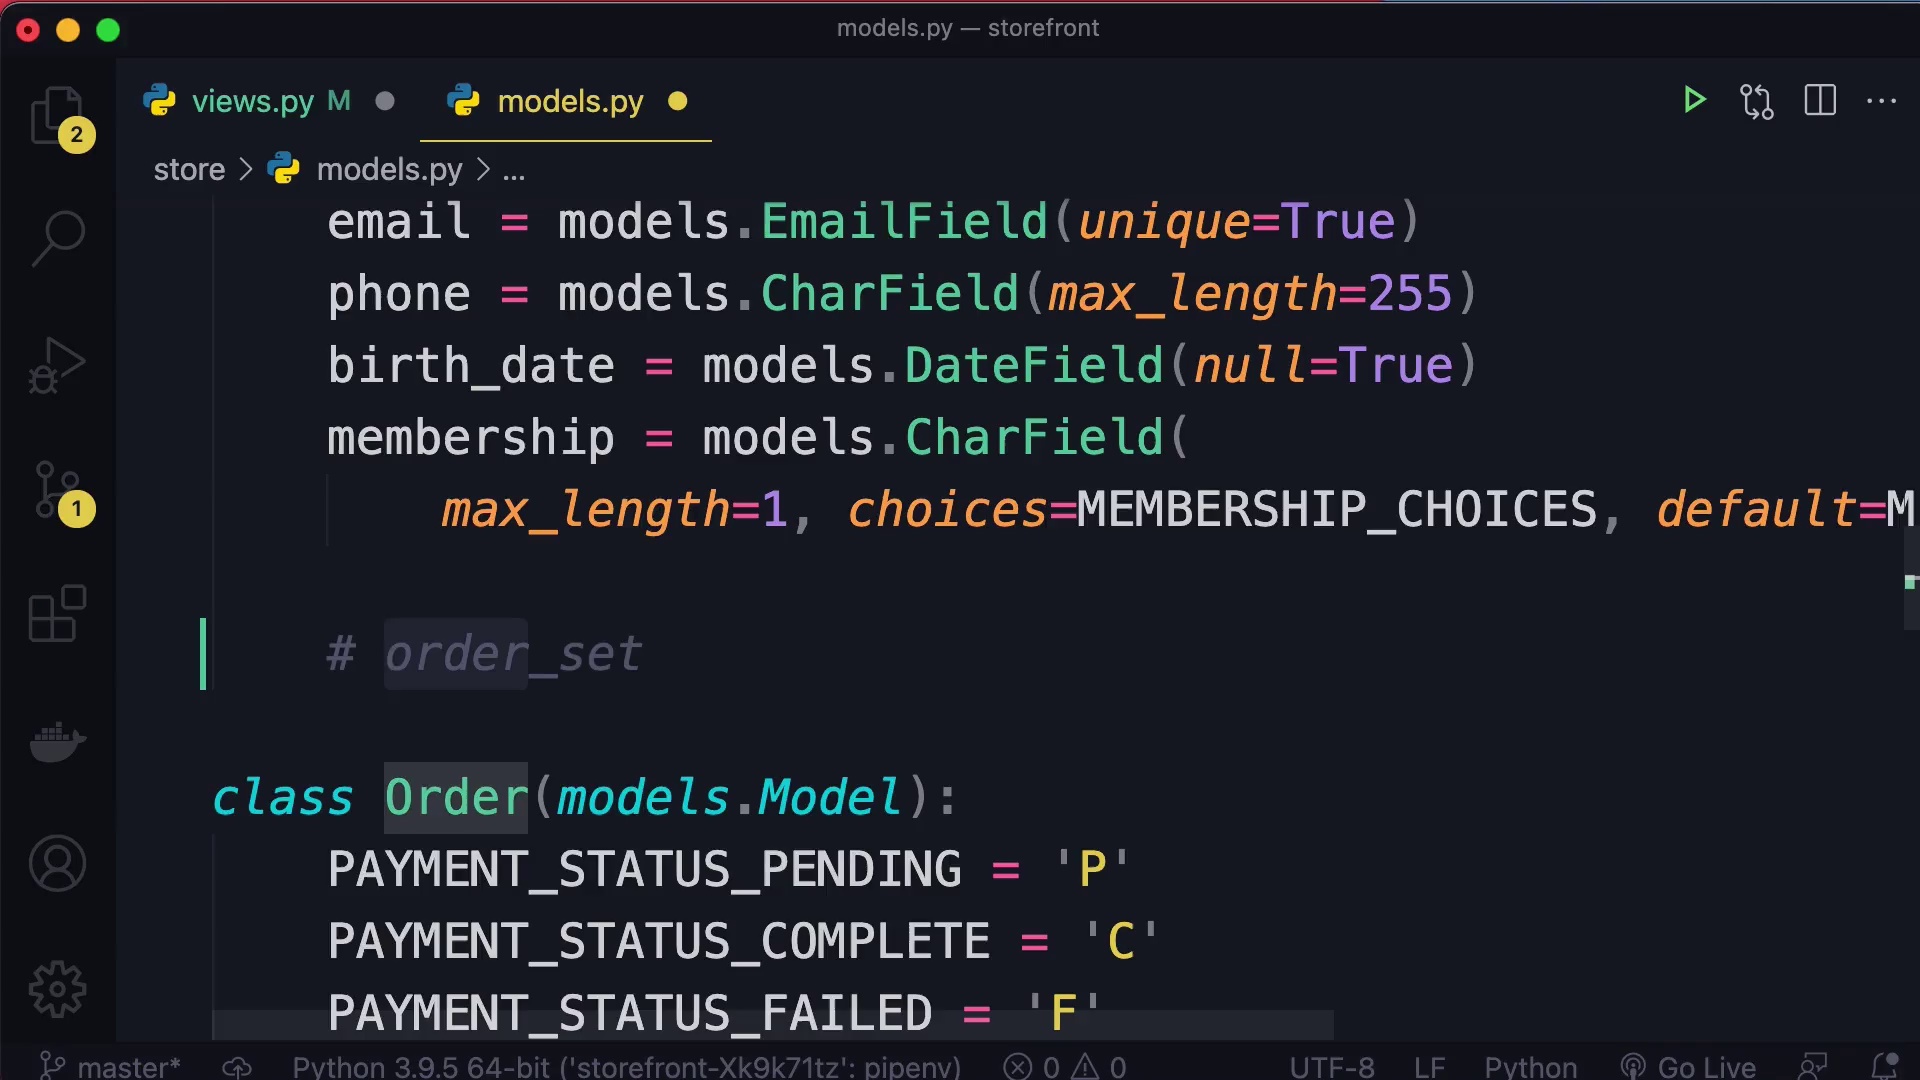 models.py — storefront
views.py M
models.py
2
store > models.py > ...
email = models.EmailField(unique=True)
phone = models.CharField(max_length=255)
birth_date = models.DateField(null=True)
membership = models.CharField(
max_length=1, choices=MEMBERSHIP_CHOICES, default=M
1
# order_set
class Order(models.Model):
PAYMENT_STATUS_PENDING = 'P'
PAYMENT_STATUS_COMPLETE = 'C'
PAYMENT_STATUS_FAILED = 'F'
master* Python 3.9.5 64-bit ('storefront-Xk9k71tz': pipenv) 0 0 UTF-8 LF Python Go Live